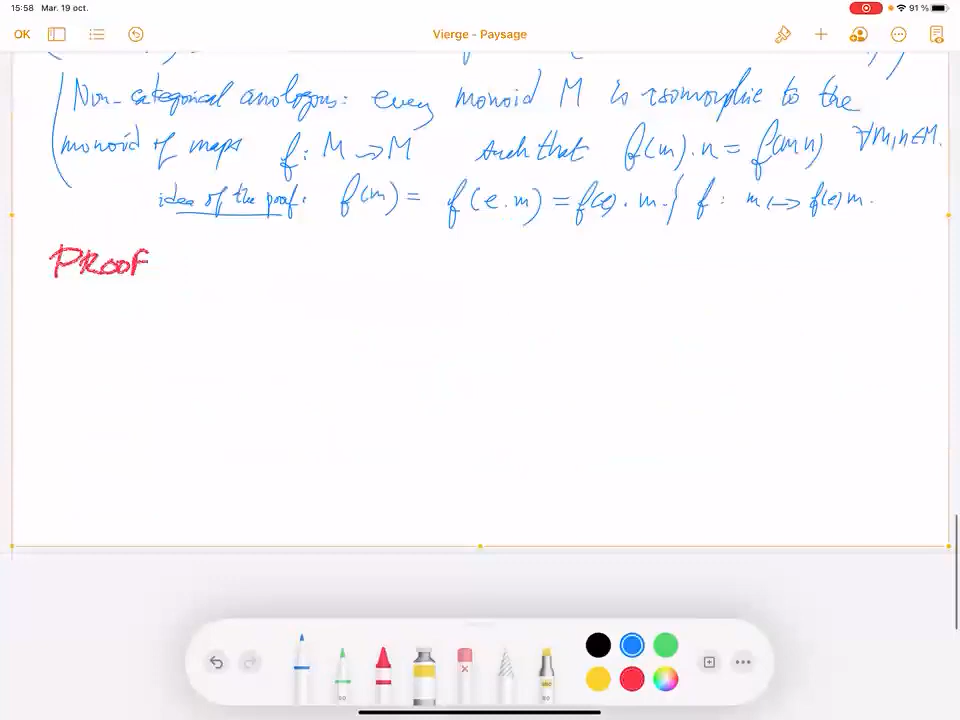 15:58 Mar. 19 oct. 91 %
OK Vierge - Paysage
Non-categorical analogous: every monoid M is isomorphic to the
monoid of maps f: M → M such that f(m).n = f(mn) ∀m,n∈M.
idea of the proof: f(m) = f(e.m) = f(e).m.} f: m ↦ f(e)m.
PROOF